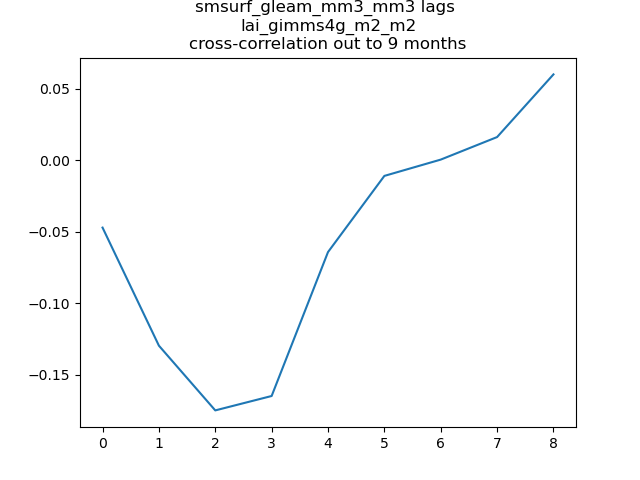 smsurf_gleam_mm3_mm3 lags
lai_gimms4g_m2_m2
cross-correlation out to 9 months
0.05
0.00
−0.05
−0.10
−0.15
0 1 2 3 4 5 6 7 8